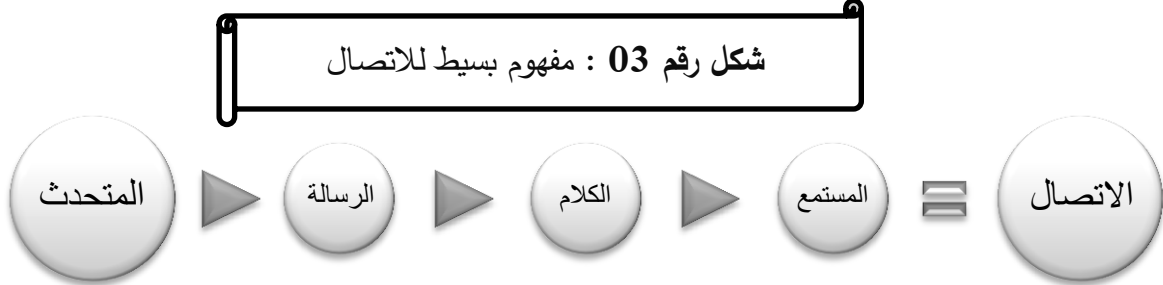 شكل رقم 03 : مفهوم بسيط للاتصال
المتحدث
الرسالة
الكلام
المستمع
الاتصال